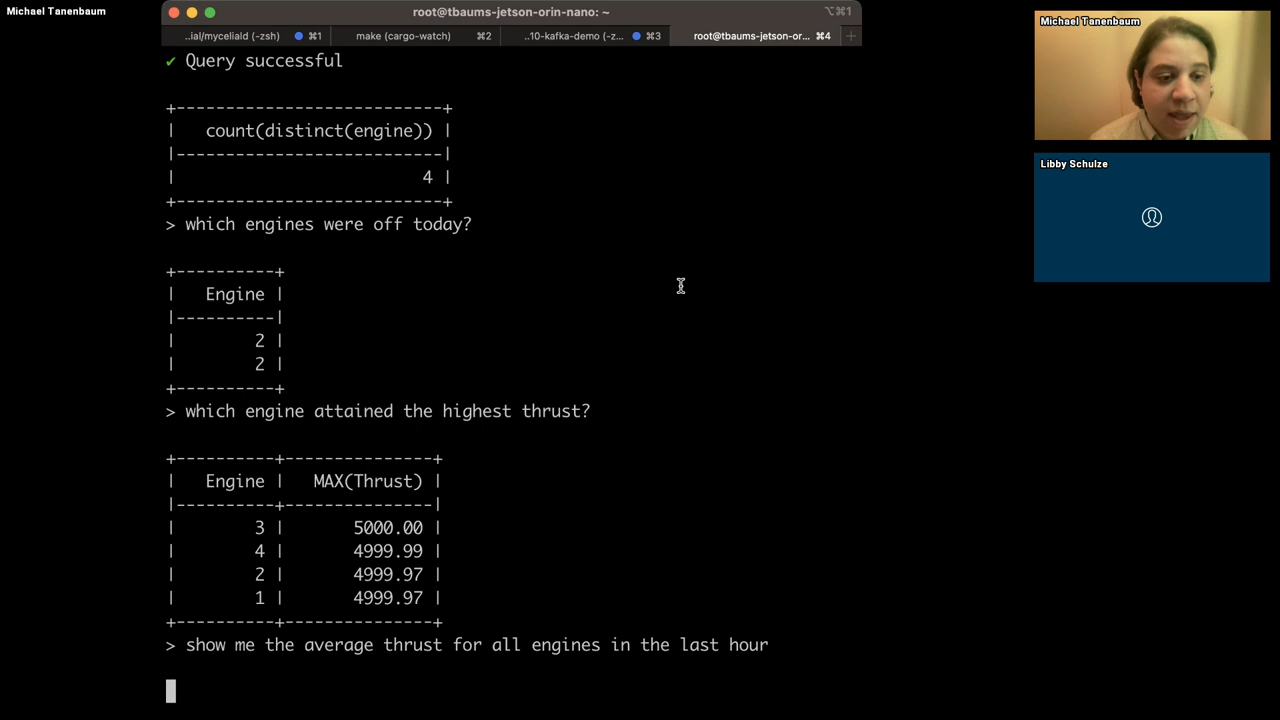 Michael Tanenbaum
root@tbaums-jetson-orin-nano: ~
⌥⌘1
..ial/myceliald (-zsh) ⌘1
make (cargo-watch) ⌘2
..10-kafka-demo (-z... ⌘3
root@tbaums-jetson-or... ⌘4
✔ Query successful
+---------------------------+
| count(distinct(engine)) |
|---------------------------|
| 4 |
+---------------------------+
> which engines were off today?
+----------+
| Engine |
|----------|
| 2 |
| 2 |
+----------+
> which engine attained the highest thrust?
+----------+---------------+
| Engine | MAX(Thrust) |
|----------+---------------|
| 3 | 5000.00 |
| 4 | 4999.99 |
| 2 | 4999.97 |
| 1 | 4999.97 |
+----------+---------------+
> show me the average thrust for all engines in the last hour
Michael Tanenbaum
Libby Schulze